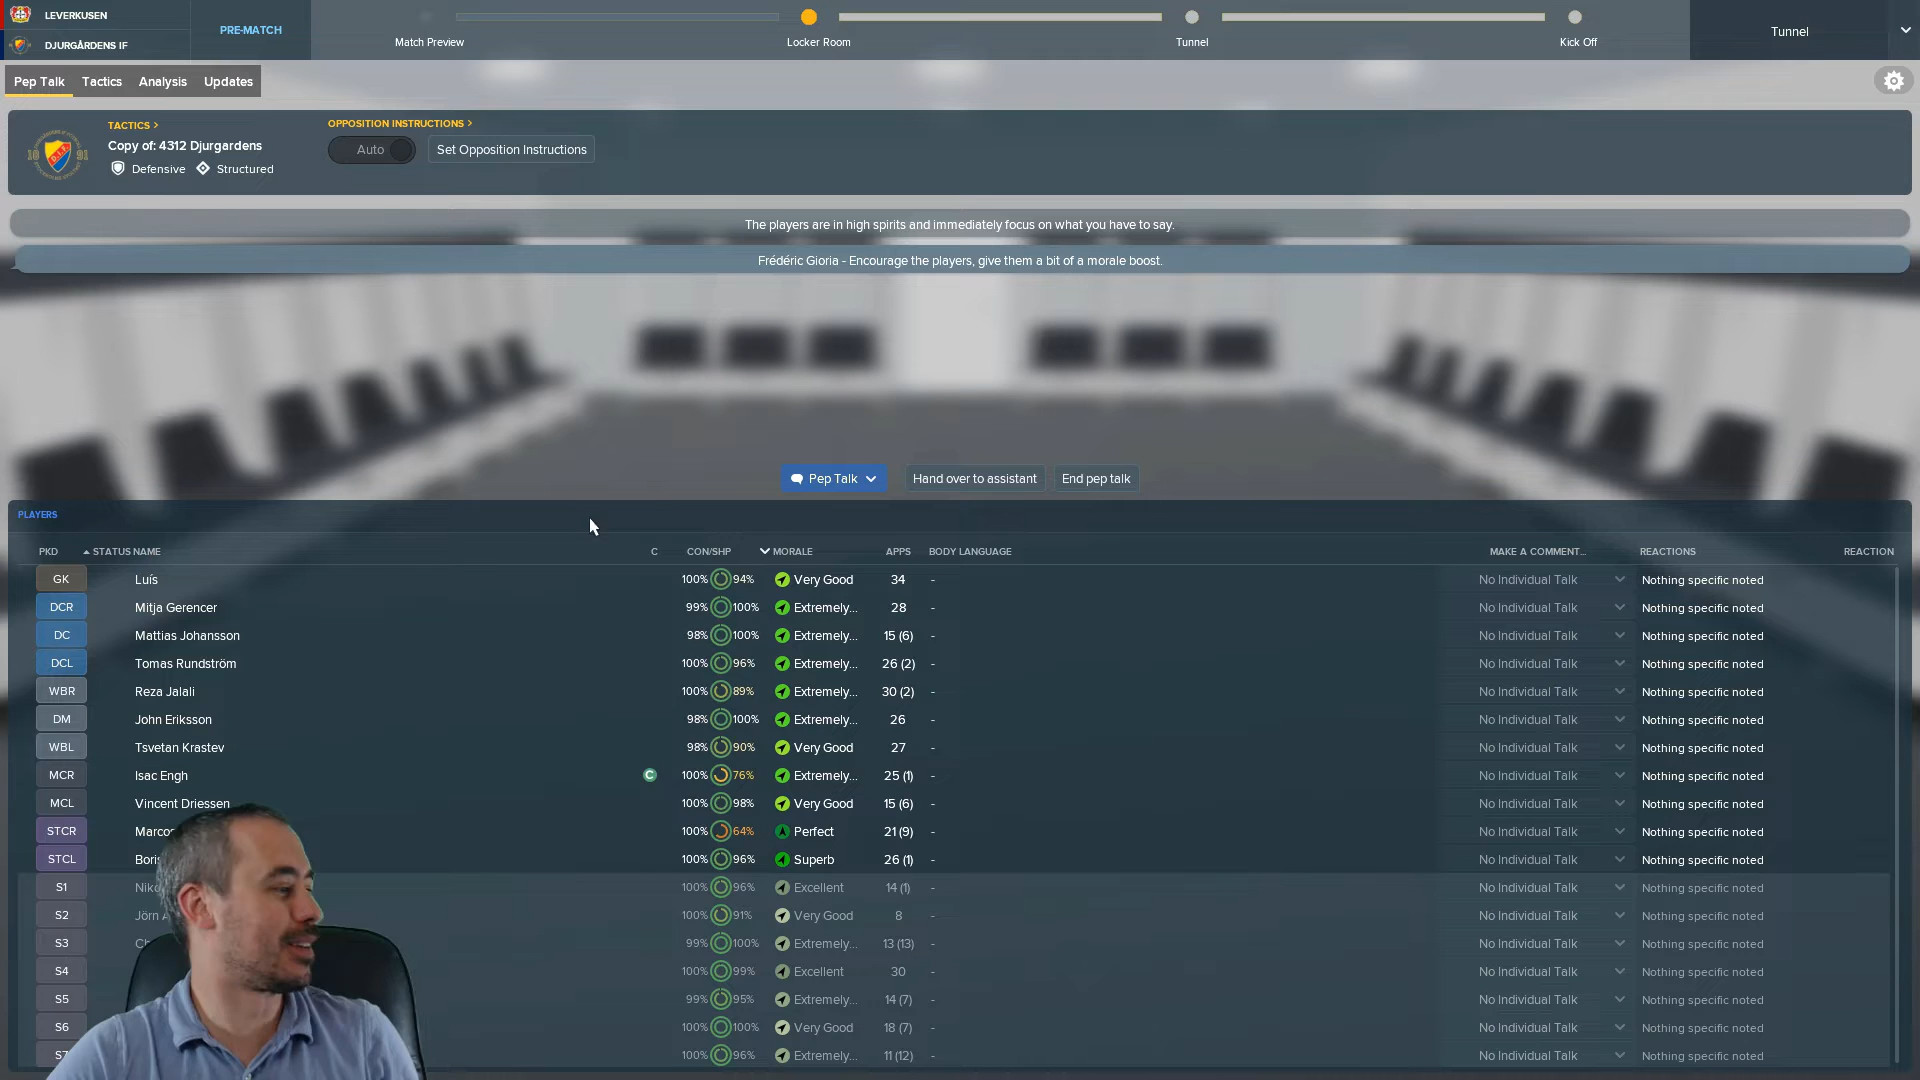 LEVERKUSEN
DJURGÅRDENS IF
PRE-MATCH
Match Preview
Locker Room
Tunnel
Kick Off
Tunnel
Pep Talk
Tactics
Analysis
Updates
TACTICS >
Copy of: 4312 Djurgardens
Defensive
Structured
OPPOSITION INSTRUCTIONS >
Auto
Set Opposition Instructions
The players are in high spirits and immediately focus on what you have to say.
Frédéric Gioria - Encourage the players, give them a bit of a morale boost.
Pep Talk
Hand over to assistant
End pep talk
PLAYERS
PKD STATUS NAME C CON/SHP MORALE APPS BODY LANGUAGE MAKE A COMMENT... REACTIONS REACTION
GK Luís 100% 94% Very Good 34 - No Individual Talk Nothing specific noted
DCR Mitja Gerencer 99% 100% Extremely... 28 - No Individual Talk Nothing specific noted
DC Mattias Johansson 98% 100% Extremely... 15 (6) - No Individual Talk Nothing specific noted
DCL Tomas Rundström 100% 96% Extremely... 26 (2) - No Individual Talk Nothing specific noted
WBR Reza Jalali 100% 89% Extremely... 30 (2) - No Individual Talk Nothing specific noted
DM John Eriksson 98% 100% Extremely... 26 - No Individual Talk Nothing specific noted
WBL Tsvetan Krastev 98% 90% Very Good 27 - No Individual Talk Nothing specific noted
MCR Isac Engh C 100% 76% Extremely... 25 (1) - No Individual Talk Nothing specific noted
MCL Vincent Driessen 100% 98% Very Good 15 (6) - No Individual Talk Nothing specific noted
STCR 100% 64% Perfect 21 (9) - No Individual Talk Nothing specific noted
STCL 100% 96% Superb 26 (1) - No Individual Talk Nothing specific noted
S1 100% 96% Excellent 14 (1) - No Individual Talk Nothing specific noted
S2 Jörn 100% 91% Very Good 8 - No Individual Talk Nothing specific noted
S3 99% 100% Extremely... 13 (13) - No Individual Talk Nothing specific noted
S4 100% 99% Excellent 30 - No Individual Talk Nothing specific noted
S5 99% 95% Extremely... 14 (7) - No Individual Talk Nothing specific noted
S6 100% 100% Very Good 18 (7) - No Individual Talk Nothing specific noted
S7 100% 96% Extremely... 11 (12) - No Individual Talk Nothing specific noted